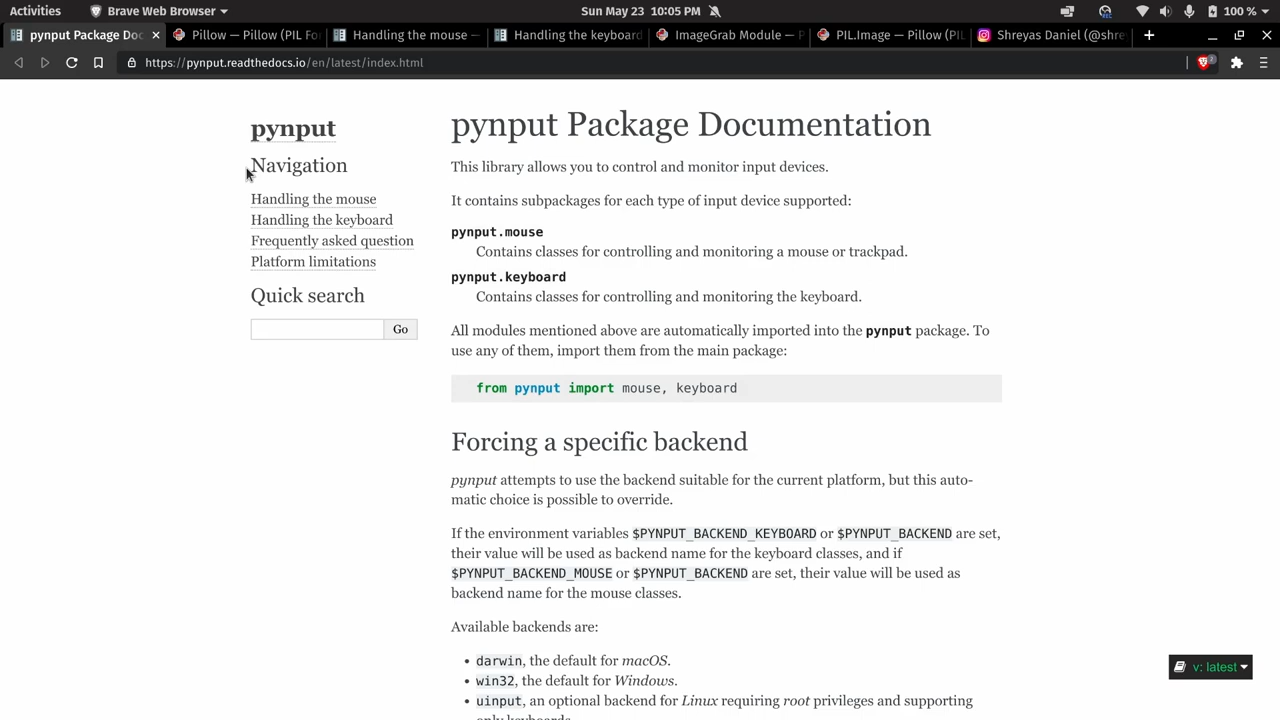 Activities
Brave Web Browser
Sun May 23 10:05 PM
100 %
pynput Package Doc
Pillow — Pillow (PIL Fo
Handling the mouse —
Handling the keyboard
ImageGrab Module — P
PIL.Image — Pillow (PIL
Shreyas Daniel (@shre
https://pynput.readthedocs.io/en/latest/index.html
pynput
Navigation
Handling the mouse
Handling the keyboard
Frequently asked question
Platform limitations
Quick search
Go
pynput Package Documentation
This library allows you to control and monitor input devices.
It contains subpackages for each type of input device supported:
pynput.mouse
Contains classes for controlling and monitoring a mouse or trackpad.
pynput.keyboard
Contains classes for controlling and monitoring the keyboard.
All modules mentioned above are automatically imported into the pynput package. To
use any of them, import them from the main package:
from pynput import mouse, keyboard
Forcing a specific backend
pynput attempts to use the backend suitable for the current platform, but this auto-
matic choice is possible to override.
If the environment variables $PYNPUT_BACKEND_KEYBOARD or $PYNPUT_BACKEND are set,
their value will be used as backend name for the keyboard classes, and if
$PYNPUT_BACKEND_MOUSE or $PYNPUT_BACKEND are set, their value will be used as
backend name for the mouse classes.
Available backends are:
• darwin, the default for macOS.
• win32, the default for Windows.
• uinput, an optional backend for Linux requiring root privileges and supporting
only keyboards.
v: latest